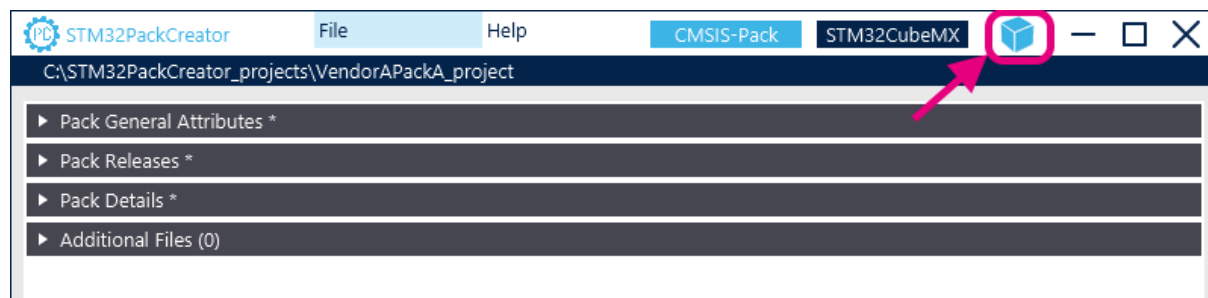 STM32PackCreator File Help CMSIS-Pack STM32CubeMX
C:\STM32PackCreator_projects\VendorAPackA_project
Pack General Attributes *
Pack Releases *
Pack Details *
Additional Files (0)